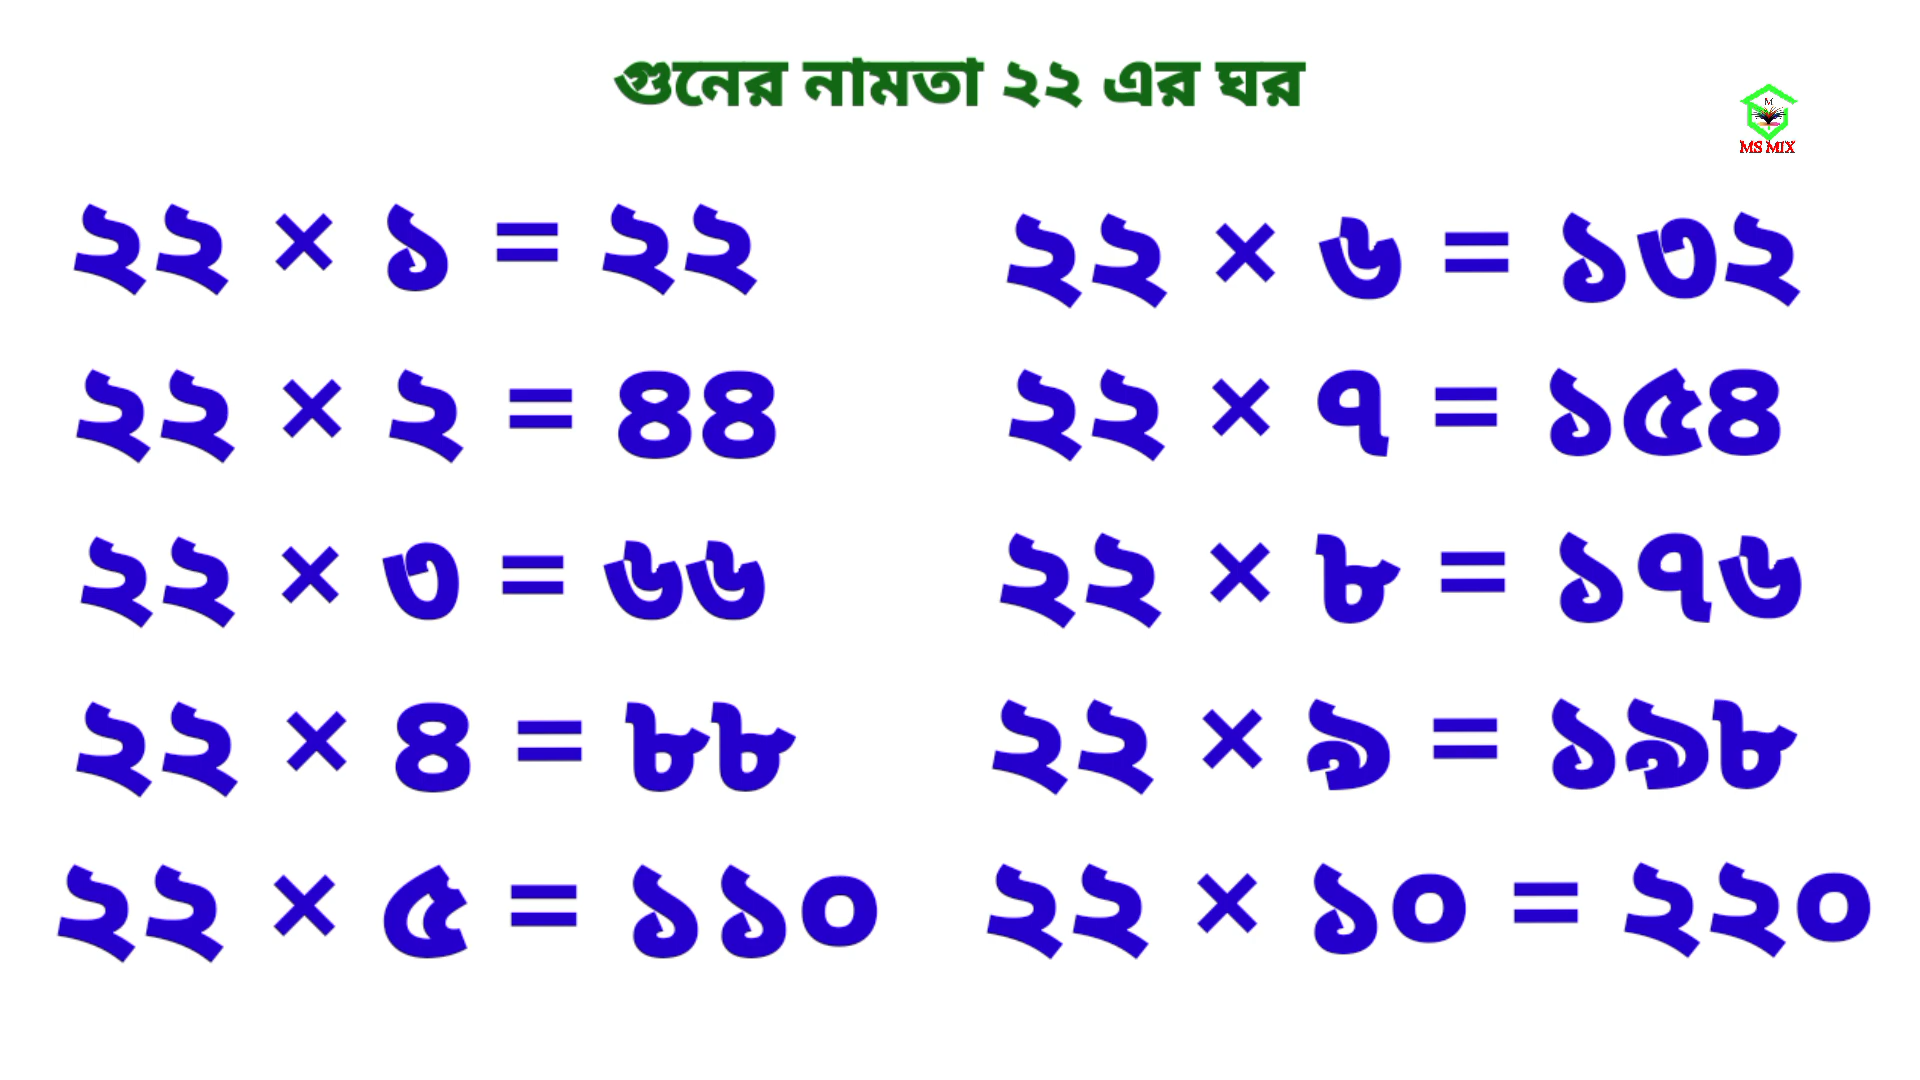 গুনের নামতা ২২ এর ঘর
M
MS MIX
২২ × ১ = ২২
২২ × ২ = ৪৪
২২ × ৩ = ৬৬
২২ × ৪ = ৮৮
২২ × ৫ = ১১০
২২ × ৬ = ১৩২
২২ × ৭ = ১৫৪
২২ × ৮ = ১৭৬
২২ × ৯ = ১৯৮
২২ × ১০ = ২২০